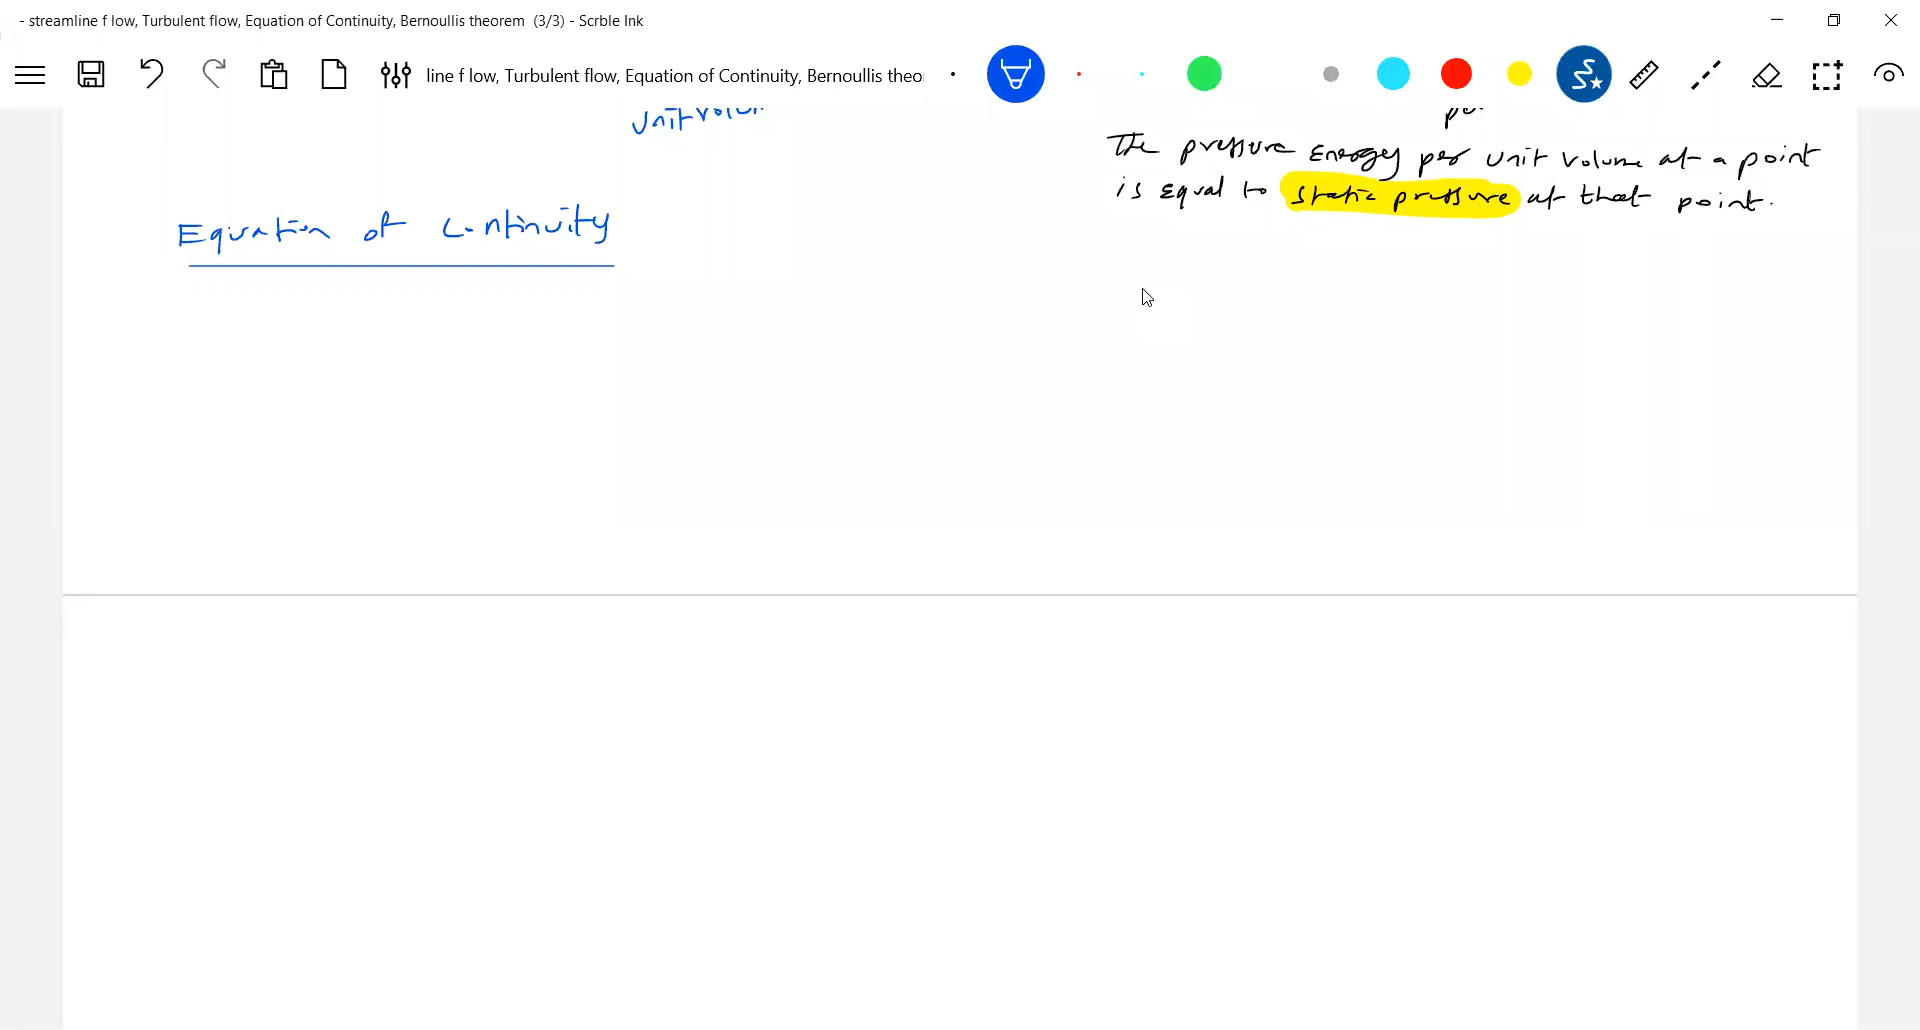 - streamline f low, Turbulent flow, Equation of Continuity, Bernoullis theorem (3/3) - Scrble Ink
line f low, Turbulent flow, Equation of Continuity, Bernoullis theo
unit volum
The pressure Energy per unit volume at a point
is Equal to static pressure at that point.
Equation of Continuity